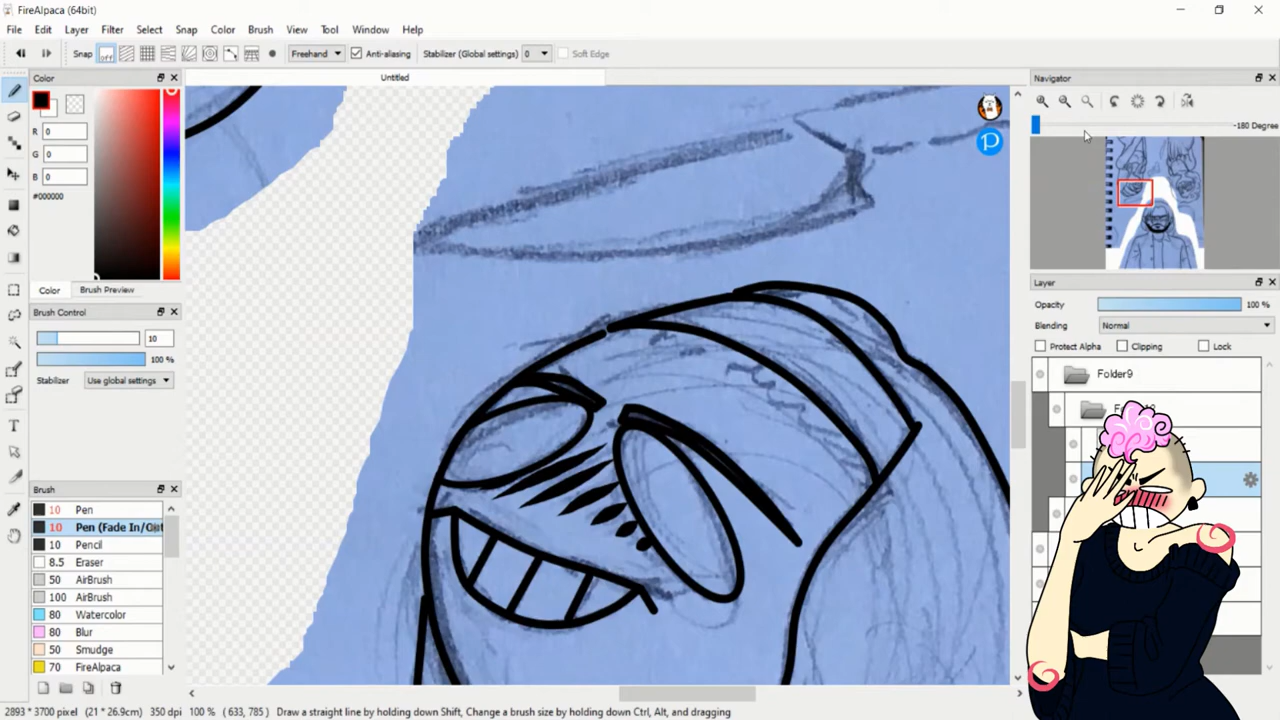 FireAlpaca (64bit)
File Edit Layer Filter Select Snap Color Brush View Tool Window Help
Snap off Freehand Anti-aliasing Stabilizer (Global settings) 0 Soft Edge
Color
Untitled
Navigator
R 0
G 0
B 0
#000000
-180 Degree
Color Brush Preview
Brush Control
10
100 %
Stabilizer Use global settings
Layer
Opacity 100 %
Blending Normal
Protect Alpha Clipping Lock
Folder9
Brush
10 Pen
10 Pen (Fade In/Out
10 Pencil
8.5 Eraser
50 AirBrush
100 AirBrush
80 Watercolor
80 Blur
50 Smudge
70 FireAlpaca
P
2893 * 3700 pixel (21 * 26.9cm) 350 dpi 100 % ( 633, 785 ) Draw a straight line by holding down Shift, Change a brush size by holding down Ctrl, Alt, and dragging